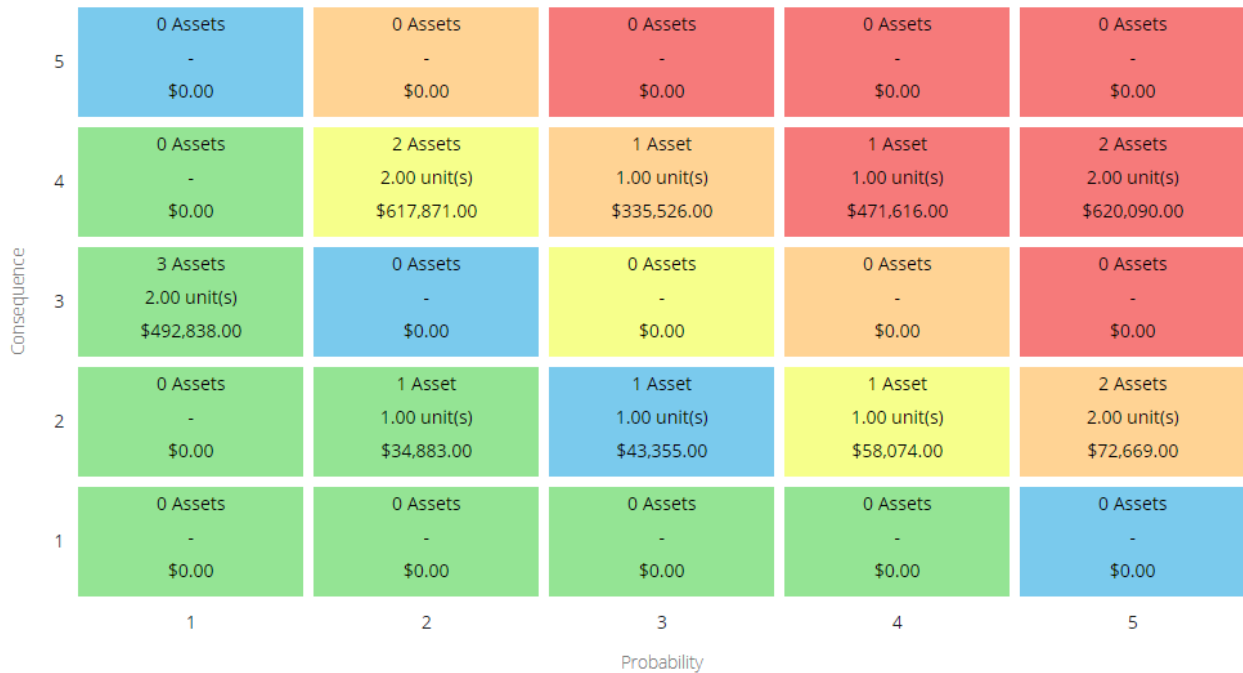 0 Assets 0 Assets 0 Assets 0 Assets 0 Assets
5 - - - - -
$0.00 $0.00 $0.00 $0.00 $0.00
0 Assets 2 Assets 1 Asset 1 Asset 2 Assets
4 - 2.00 unit(s) 1.00 unit(s) 1.00 unit(s) 2.00 unit(s)
$0.00 $617,871.00 $335,526.00 $471,616.00 $620,090.00
Consequence
3 Assets 0 Assets 0 Assets 0 Assets 0 Assets
3 2.00 unit(s) - - - -
$492,838.00 $0.00 $0.00 $0.00 $0.00
0 Assets 1 Asset 1 Asset 1 Asset 2 Assets
2 - 1.00 unit(s) 1.00 unit(s) 1.00 unit(s) 2.00 unit(s)
$0.00 $34,883.00 $43,355.00 $58,074.00 $72,669.00
0 Assets 0 Assets 0 Assets 0 Assets 0 Assets
1 - - - - -
$0.00 $0.00 $0.00 $0.00 $0.00
1 2 3 4 5
Probability